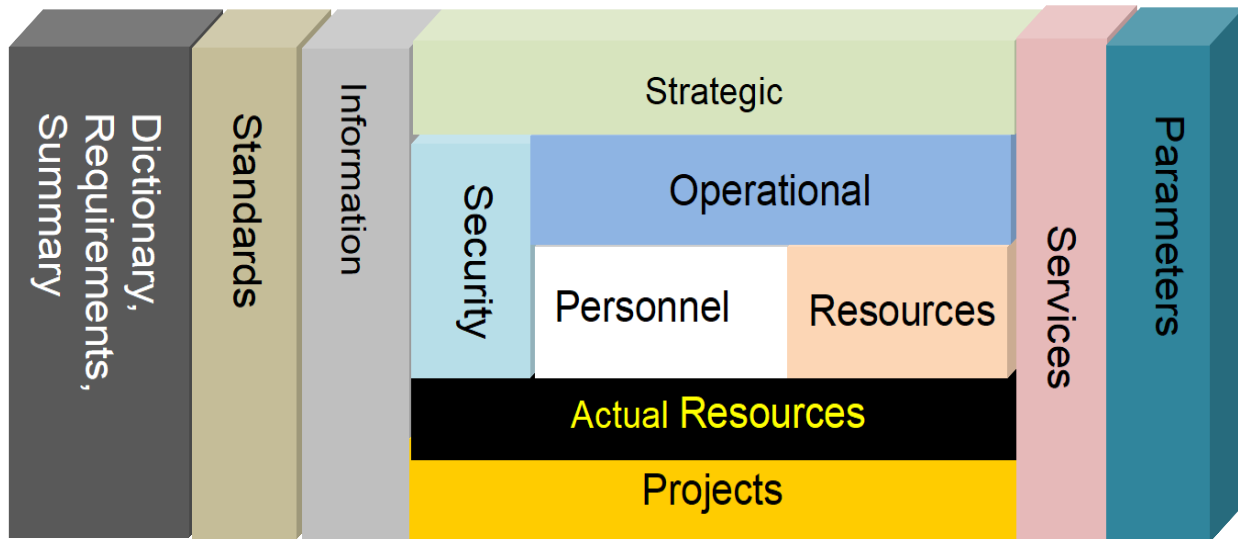 Dictionary,
Requirements,
Summary
Standards
Information
Strategic
Security
Operational
Personnel
Resources
Actual Resources
Projects
Services
Parameters